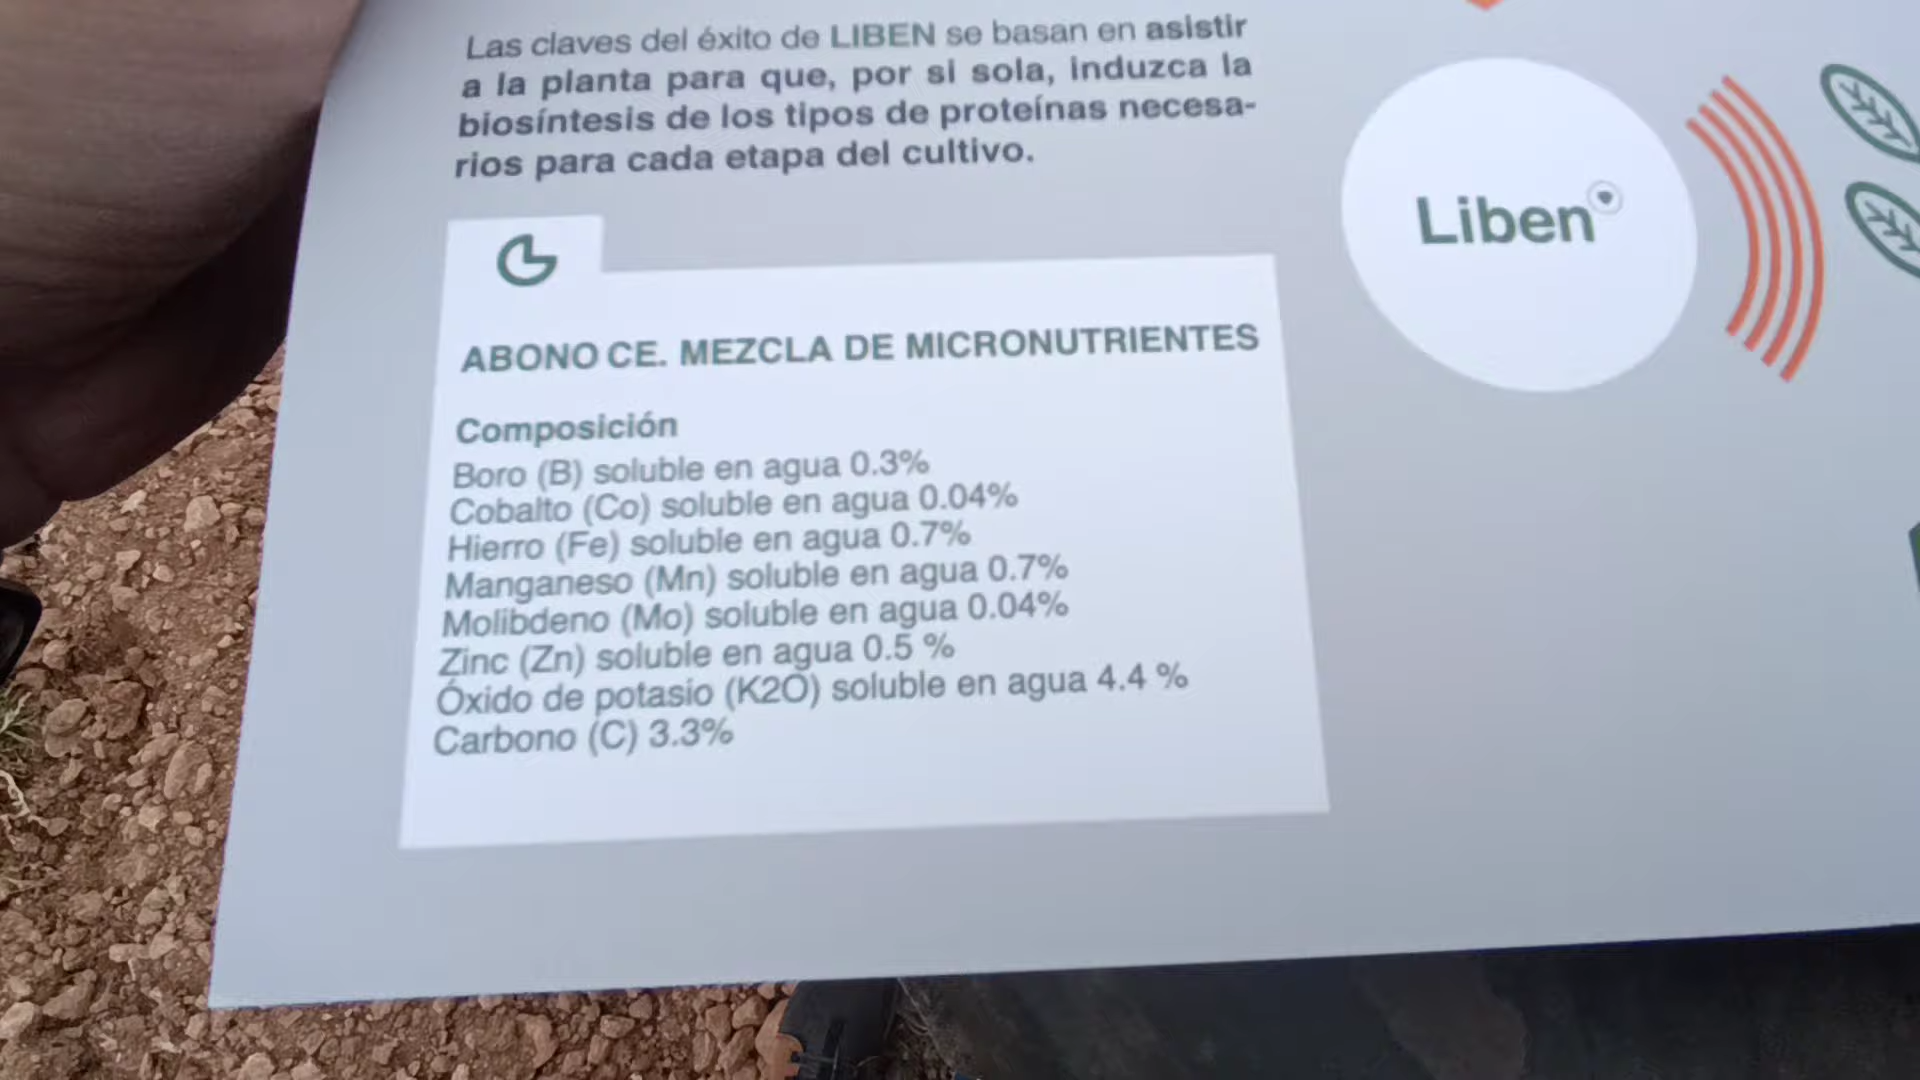 Las claves del éxito de LIBEN se basan en asistir
a la planta para que, por si sola, induzca la
biosíntesis de los tipos de proteínas necesa-
rios para cada etapa del cultivo.
Liben
ABONO CE. MEZCLA DE MICRONUTRIENTES
Composición
Boro (B) soluble en agua 0.3%
Cobalto (Co) soluble en agua 0.04%
Hierro (Fe) soluble en agua 0.7%
Manganeso (Mn) soluble en agua 0.7%
Molibdeno (Mo) soluble en agua 0.04%
Zinc (Zn) soluble en agua 0.5 %
Óxido de potasio (K2O) soluble en agua 4.4 %
Carbono (C) 3.3%